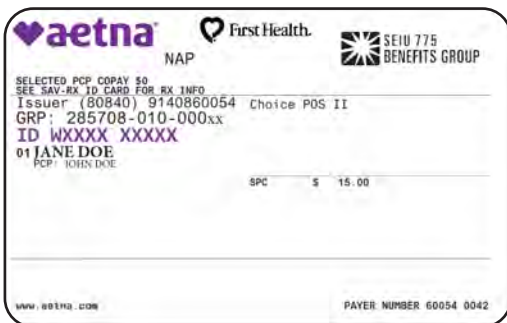 aetna
First Health.
SEIU 775
BENEFITS GROUP
NAP
SELECTED PCP COPAY $0
SEE SAV-RX ID CARD FOR RX INFO
Issuer (80840) 9140860054 Choice POS II
GRP: 285708-010-000xx
ID WXXXX XXXXX
01 JANE DOE
PCP: JOHN DOE
SPC $ 15.00
www.aetna.com
PAYER NUMBER 60054 0042